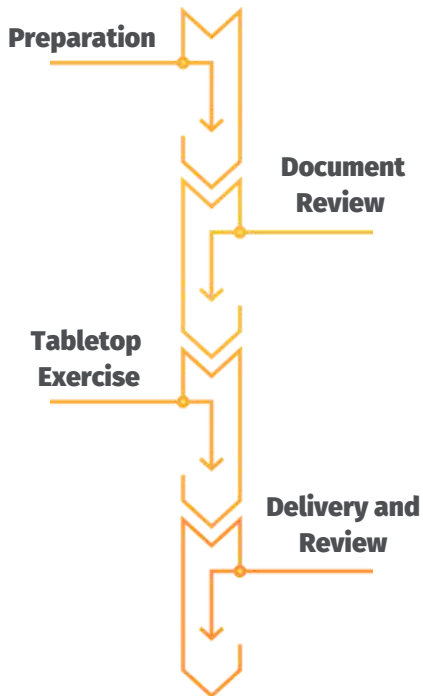 Preparation
Document
Review
Tabletop
Exercise
Delivery and
Review